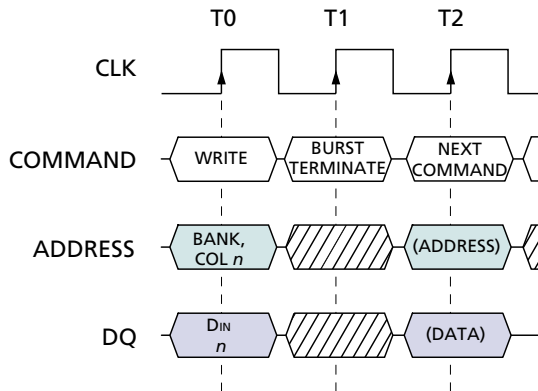 T0 T1 T2
CLK
COMMAND WRITE BURST TERMINATE NEXT COMMAND
ADDRESS BANK, COL n (ADDRESS)
DQ DIN n (DATA)